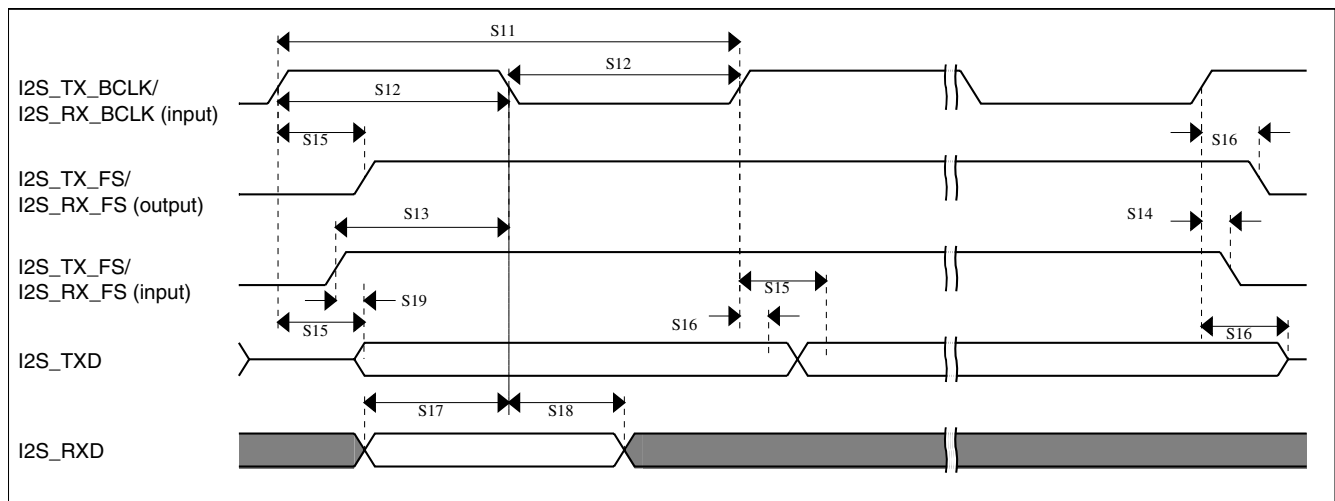 S11
I2S_TX_BCLK/
I2S_RX_BCLK (input)
S12
S12
S15
S16
I2S_TX_FS/
I2S_RX_FS (output)
S13
S14
I2S_TX_FS/
I2S_RX_FS (input)
S19
S15
S15
S16
S16
I2S_TXD
S17
S18
I2S_RXD